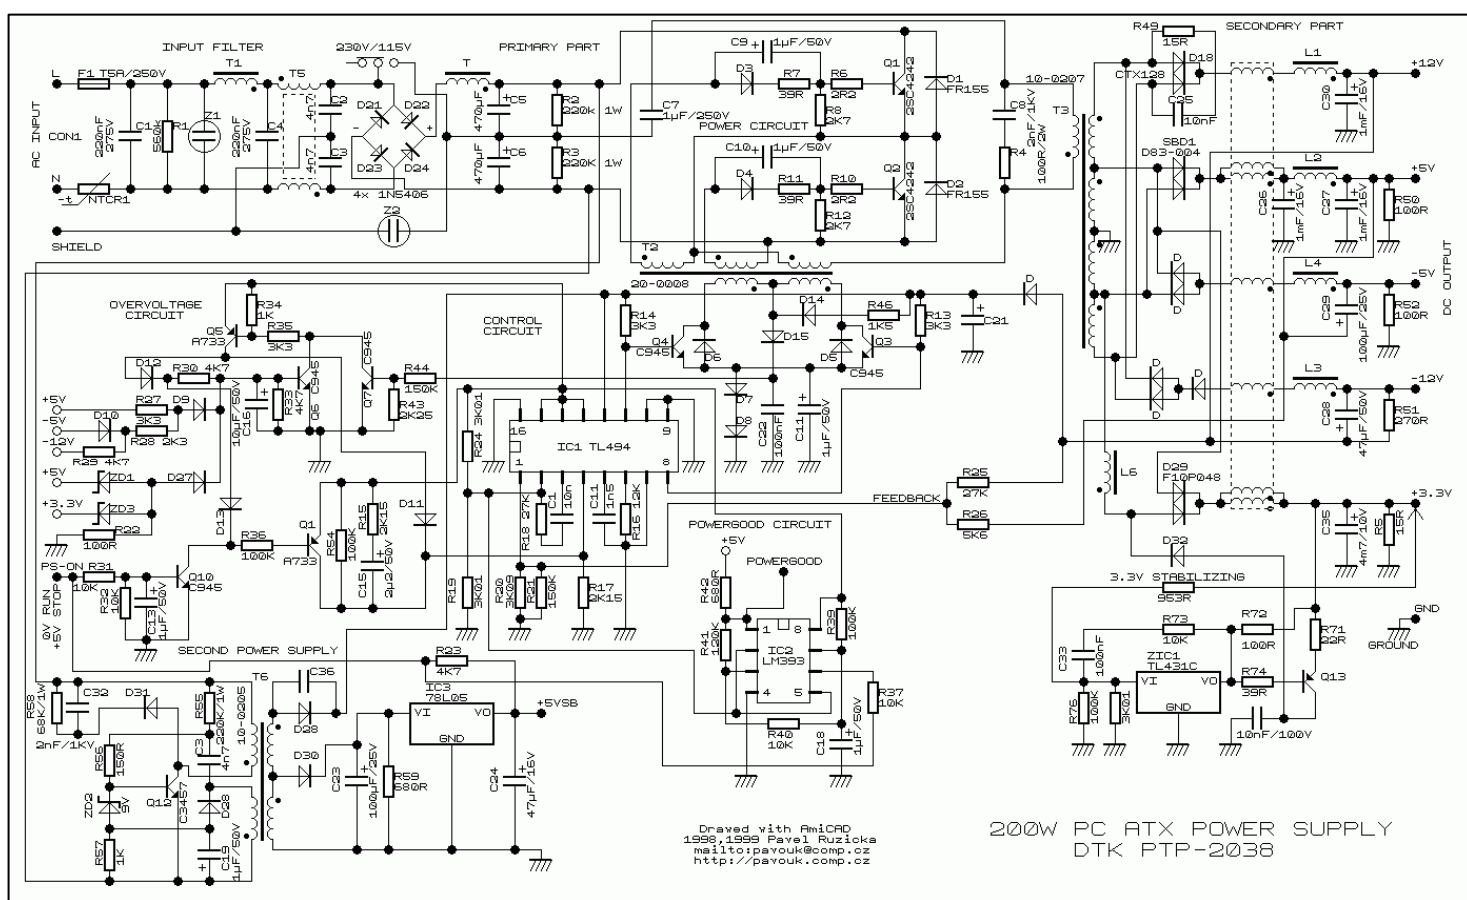 INPUT FILTER
230V/115V
PRIMARY PART
SECONDARY PART
L
F1 T5A/250V
T1
T5
T
AC INPUT
CON1
220nF
275V
C1
R1
560k
Z1
220nF
275V
C4
4n7
C2
4n7
C3
D21
D22
D23
D24
-
+
4x 1N5406
N
-t
NTCR1
SHIELD
Z2
470µF
C5
470µF
C6
R2
220k 1W
R3
220K 1W
C7
1µF/250V
C9
1µF/50V
D3
R7
39R
R6
2R2
R8
2K7
Q1
2SC4242
D1
FR155
POWER CIRCUIT
C10
1µF/50V
D4
R11
39R
R10
2R2
R12
2K7
Q2
2SC4242
D2
FR155
10-0207
T3
C8
2nF/1KV
R4
100R/2W
T2
20-0008
R49
15R
D18
CTX128
C25
10nF
SBD1
D83-004
L1
+12V
C30
1mF/16V
L2
+5V
C26
1mF/16V
C27
1mF/16V
R50
100R
L4
-5V
C29
100µF/25V
R52
100R
DC OUTPUT
D
D
L3
-12V
C28
47µF/50V
R51
270R
D
D
D
L6
D29
F10P048
+3.3V
C35
4m7/10V
R5
15R
D32
3.3V STABILIZING
953R
GND
GROUND
R73
10K
R72
100R
R71
22R
C33
100nF
ZIC1
TL431C
VI
VO
GND
R74
39R
Q13
R76
100K
3K01
10nF/100V
OVERVOLTAGE
CIRCUIT
Q5
A733
R34
1K
R35
3K3
C945
D12
R30 4K7
C945
Q6
Q7
R44
150K
R43
2K25
+5V
-5V
-12V
R27
3K3
D9
D10
R28 2K3
R29 4K7
C16
10µF/50V
R33
4K7
+5V
ZD1
D27
+3.3V
ZD3
R22
100R
D13
R36
100K
Q1
A733
R54
100K
R15
2K15
C15
2µ2/50V
D11
PS-ON
R31
10K
Q10
C945
R32
10K
C13
1µF/50V
0V RUN
+5V STOP
CONTROL
CIRCUIT
R14
3K3
Q4
C945
D6
D14
D15
R46
1K5
D5
Q3
C945
R13
3K3
C21
D
D7
D8
C22
100nF
C11
1µF/50V
R24
3K01
16
9
IC1 TL494
1
8
R18
27K
C1
10n
C11
1n5
R16
12K
R19
3K01
R20
3K09
R21
150K
R17
2K15
FEEDBACK
R25
27K
R26
5K6
POWERGOOD CIRCUIT
+5V
POWERGOOD
R42
680R
R41
120K
1
8
IC2
LM393
4
5
R39
100K
R37
10K
R40
10K
C18
1µF/50V
SECOND POWER SUPPLY
R58
68K/1W
C32
2nF/1KV
D31
R55
220K/1W
10-0205
T6
C36
D28
D30
R23
4K7
IC3
78L05
VI
VO
GND
+5VSB
C23
100µF/25V
R59
680R
C24
47µF/16V
R56
150R
C3
4n7
ZD2
9V
Q12
C3457
D28
R57
1K
C19
1µF/50V
Drawed with AmiCAD
1998,1999 Pavel Ruzicka
mailto:pavouk@comp.cz
http://pavouk.comp.cz
200W PC ATX POWER SUPPLY
DTK PTP-2038